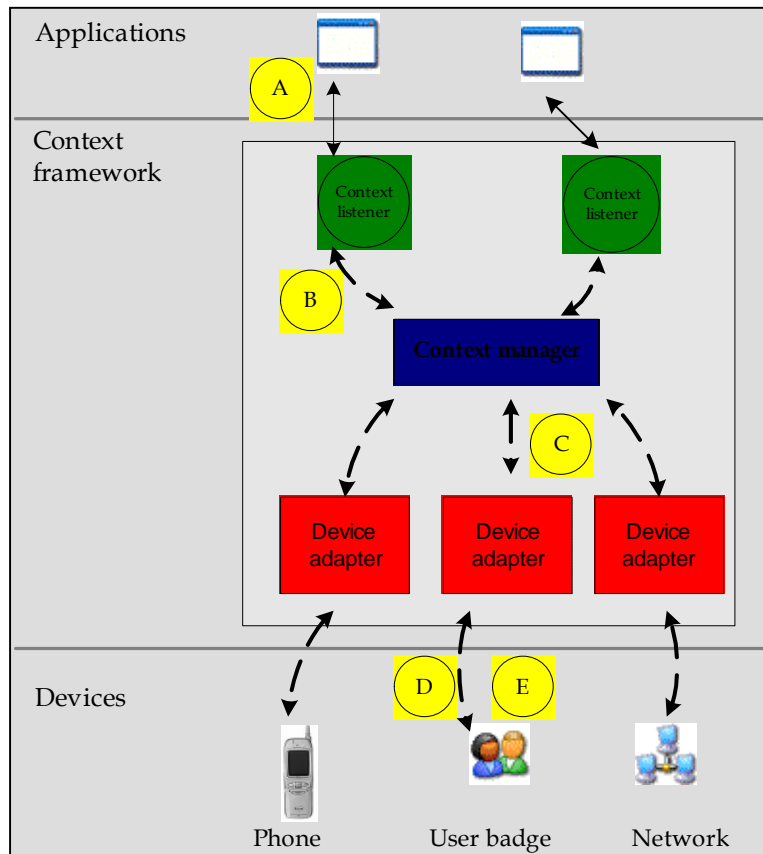 Applications
A
Context
framework
Context
listener
Context
listener
B
Context manager
C
Device
adapter
Device
adapter
Device
adapter
D
E
Devices
Phone
User badge
Network